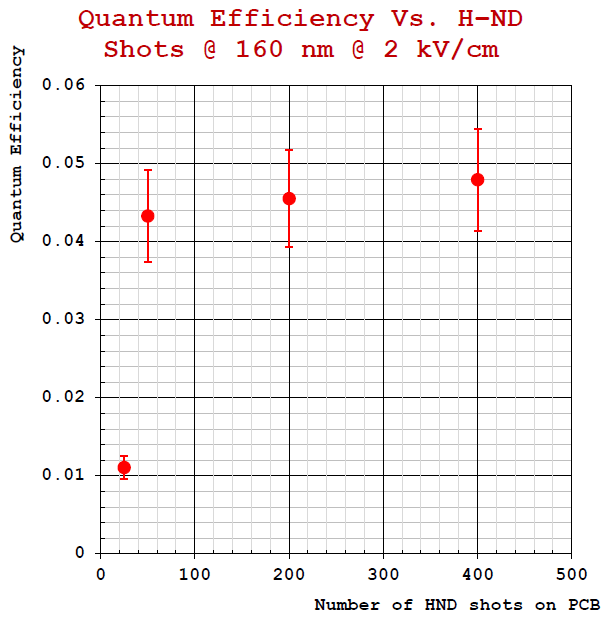 Quantum Efficiency Vs. H-ND
Shots @ 160 nm @ 2 kV/cm
Quantum Efficiency
0.06
0.05
0.04
0.03
0.02
0.01
0
0 100 200 300 400 500
Number of HND shots on PCB